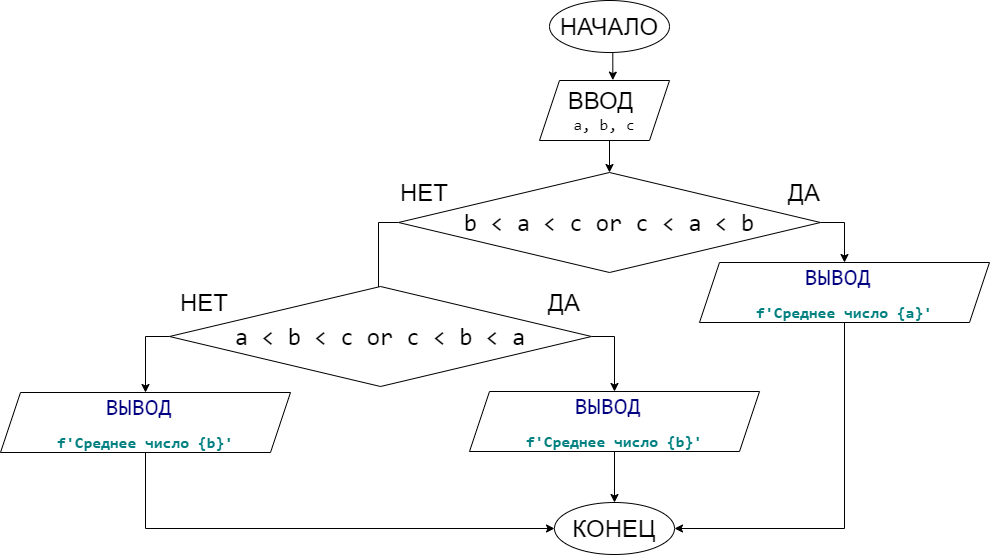 НАЧАЛО
ВВОД
a, b, c
НЕТ
ДА
b < a < c or c < a < b
ВЫВОД
f'Среднее число {a}'
НЕТ
ДА
a < b < c or c < b < a
ВЫВОД
f'Среднее число {b}'
ВЫВОД
f'Среднее число {b}'
КОНЕЦ